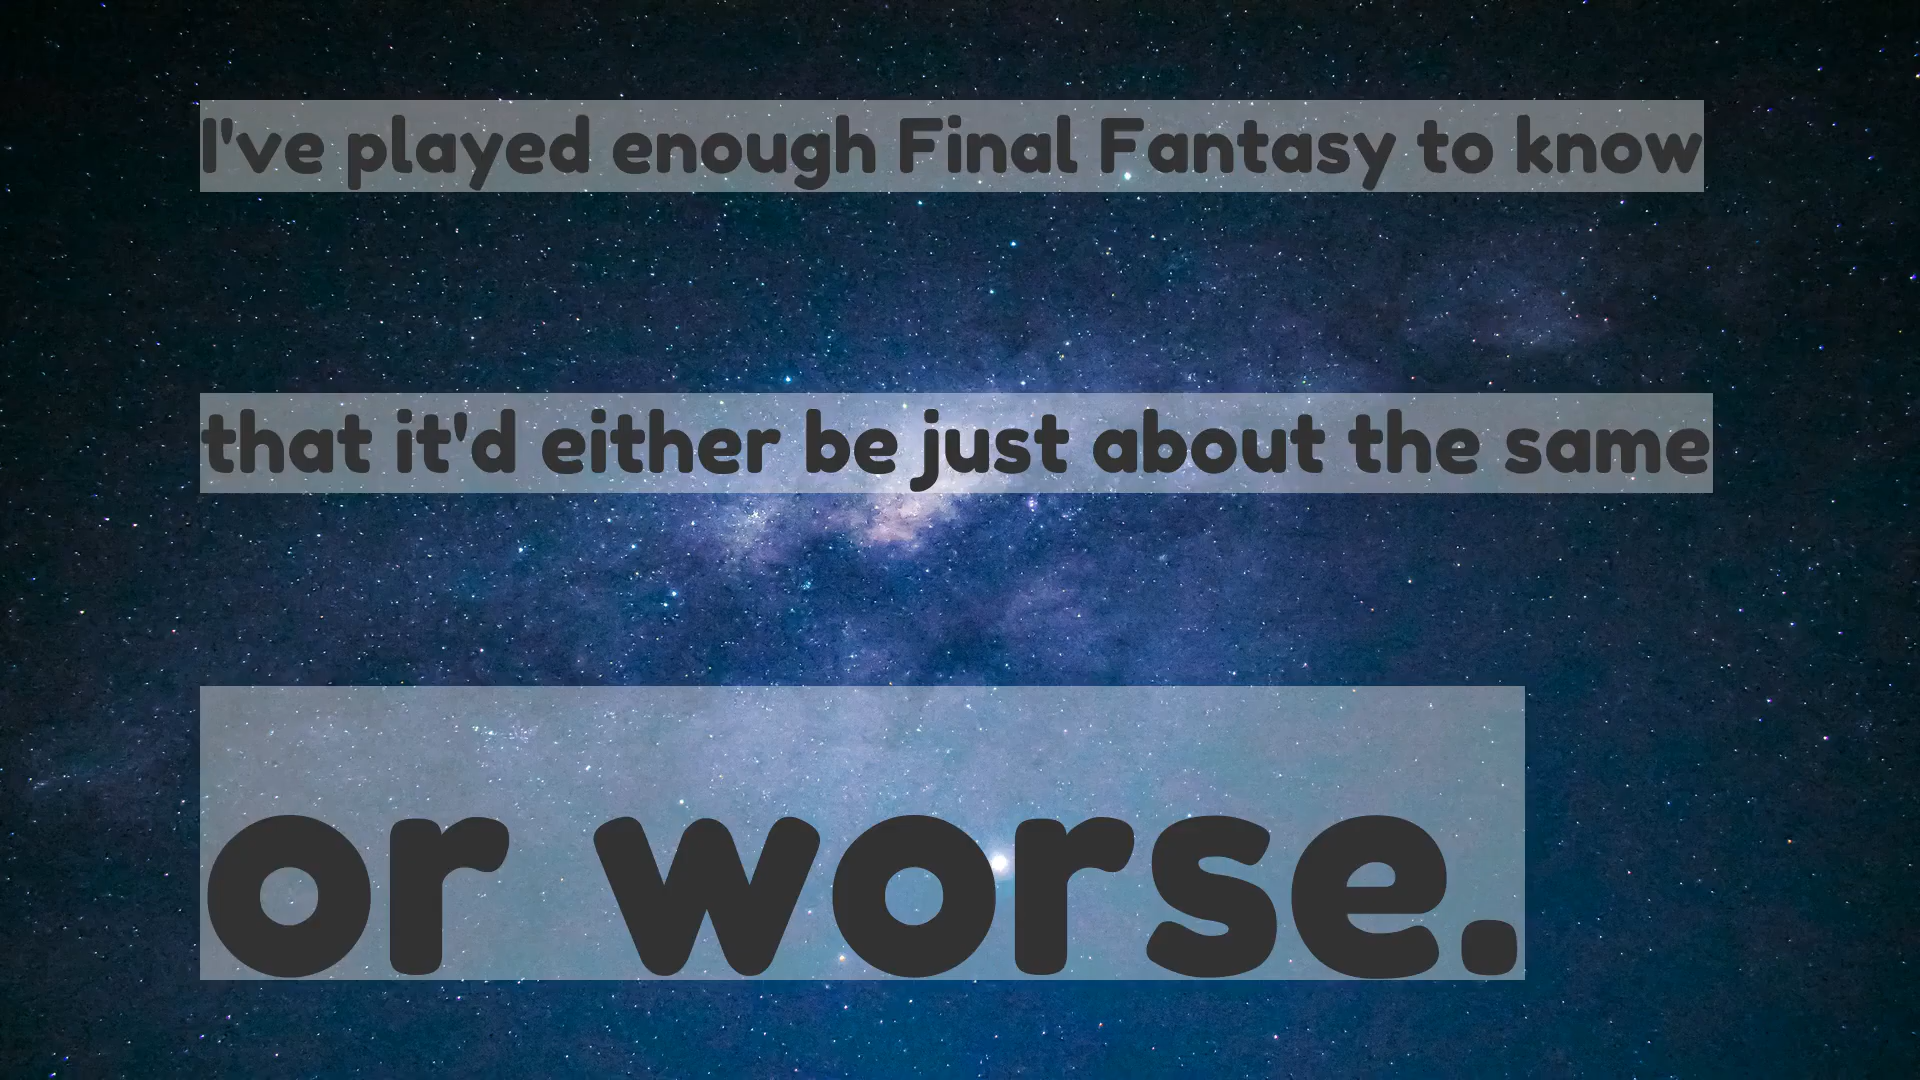 I've played enough Final Fantasy to know
that it'd either be just about the same
or worse.